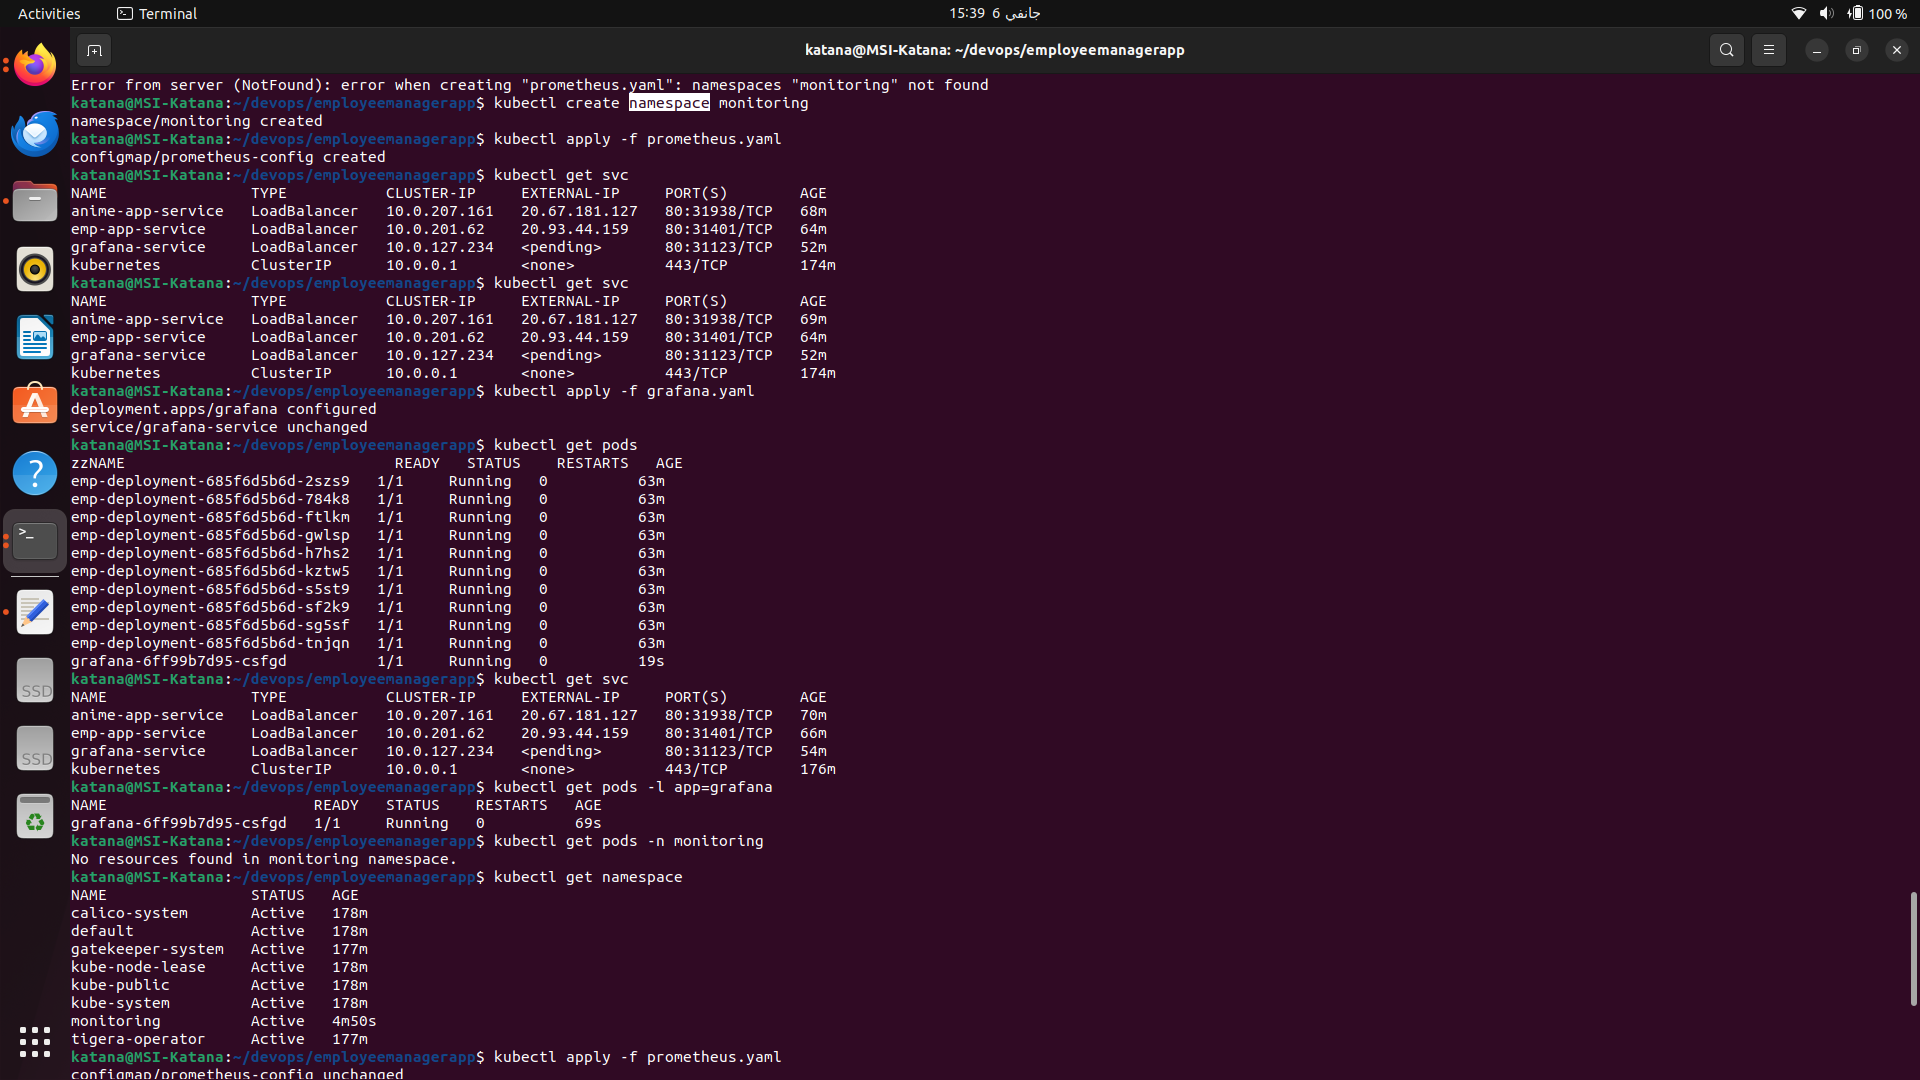 Activities
Terminal
15:39 6 جانفي
100 %
katana@MSI-Katana: ~/devops/employeemanagerapp
Error from server (NotFound): error when creating "prometheus.yaml": namespaces "monitoring" not found
katana@MSI-Katana:~/devops/employeemanagerapp$ kubectl create namespace monitoring
namespace/monitoring created
katana@MSI-Katana:~/devops/employeemanagerapp$ kubectl apply -f prometheus.yaml
configmap/prometheus-config created
katana@MSI-Katana:~/devops/employeemanagerapp$ kubectl get svc
NAME TYPE CLUSTER-IP EXTERNAL-IP PORT(S) AGE
anime-app-service LoadBalancer 10.0.207.161 20.67.181.127 80:31938/TCP 68m
emp-app-service LoadBalancer 10.0.201.62 20.93.44.159 80:31401/TCP 64m
grafana-service LoadBalancer 10.0.127.234 <pending> 80:31123/TCP 52m
kubernetes ClusterIP 10.0.0.1 <none> 443/TCP 174m
katana@MSI-Katana:~/devops/employeemanagerapp$ kubectl get svc
NAME TYPE CLUSTER-IP EXTERNAL-IP PORT(S) AGE
anime-app-service LoadBalancer 10.0.207.161 20.67.181.127 80:31938/TCP 69m
emp-app-service LoadBalancer 10.0.201.62 20.93.44.159 80:31401/TCP 64m
grafana-service LoadBalancer 10.0.127.234 <pending> 80:31123/TCP 52m
kubernetes ClusterIP 10.0.0.1 <none> 443/TCP 174m
katana@MSI-Katana:~/devops/employeemanagerapp$ kubectl apply -f grafana.yaml
deployment.apps/grafana configured
service/grafana-service unchanged
katana@MSI-Katana:~/devops/employeemanagerapp$ kubectl get pods
zzNAME READY STATUS RESTARTS AGE
emp-deployment-685f6d5b6d-2szs9 1/1 Running 0 63m
emp-deployment-685f6d5b6d-784k8 1/1 Running 0 63m
emp-deployment-685f6d5b6d-ftlkm 1/1 Running 0 63m
emp-deployment-685f6d5b6d-gwlsp 1/1 Running 0 63m
emp-deployment-685f6d5b6d-h7hs2 1/1 Running 0 63m
emp-deployment-685f6d5b6d-kztw5 1/1 Running 0 63m
emp-deployment-685f6d5b6d-s5st9 1/1 Running 0 63m
emp-deployment-685f6d5b6d-sf2k9 1/1 Running 0 63m
emp-deployment-685f6d5b6d-sg5sf 1/1 Running 0 63m
emp-deployment-685f6d5b6d-tnjqn 1/1 Running 0 63m
grafana-6ff99b7d95-csfgd 1/1 Running 0 19s
katana@MSI-Katana:~/devops/employeemanagerapp$ kubectl get svc
NAME TYPE CLUSTER-IP EXTERNAL-IP PORT(S) AGE
anime-app-service LoadBalancer 10.0.207.161 20.67.181.127 80:31938/TCP 70m
emp-app-service LoadBalancer 10.0.201.62 20.93.44.159 80:31401/TCP 66m
grafana-service LoadBalancer 10.0.127.234 <pending> 80:31123/TCP 54m
kubernetes ClusterIP 10.0.0.1 <none> 443/TCP 176m
katana@MSI-Katana:~/devops/employeemanagerapp$ kubectl get pods -l app=grafana
NAME READY STATUS RESTARTS AGE
grafana-6ff99b7d95-csfgd 1/1 Running 0 69s
katana@MSI-Katana:~/devops/employeemanagerapp$ kubectl get pods -n monitoring
No resources found in monitoring namespace.
katana@MSI-Katana:~/devops/employeemanagerapp$ kubectl get namespace
NAME STATUS AGE
calico-system Active 178m
default Active 178m
gatekeeper-system Active 177m
kube-node-lease Active 178m
kube-public Active 178m
kube-system Active 178m
monitoring Active 4m50s
tigera-operator Active 177m
katana@MSI-Katana:~/devops/employeemanagerapp$ kubectl apply -f prometheus.yaml
configmap/prometheus-config unchanged
SSD
SSD